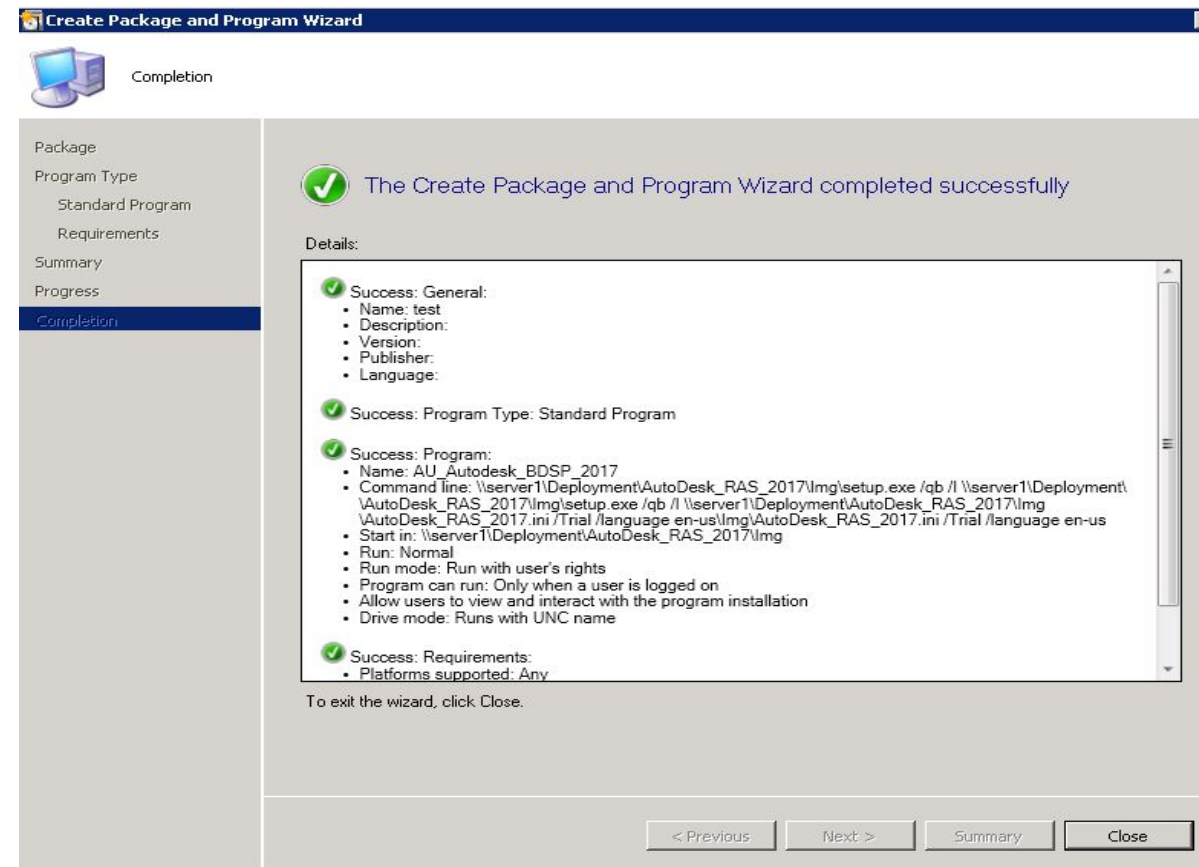 Create Package and Program Wizard
Completion
Package
Program Type
Standard Program
Requirements
Summary
Progress
Completion
The Create Package and Program Wizard completed successfully
Details:
Success: General:
• Name: test
• Description:
• Version:
• Publisher:
• Language:
Success: Program Type: Standard Program
Success: Program:
• Name: AU_Autodesk_BDSP_2017
• Command line: \\server1\Deployment\AutoDesk_RAS_2017\Img\setup.exe /qb /I \\server1\Deployment\
\AutoDesk_RAS_2017\Img\setup.exe /qb /I \\server1\Deployment\AutoDesk_RAS_2017\Img
\AutoDesk_RAS_2017.ini /Trial /language en-us\Img\AutoDesk_RAS_2017.ini /Trial /language en-us
• Start in: \\server1\Deployment\AutoDesk_RAS_2017\Img
• Run: Normal
• Run mode: Run with user's rights
• Program can run: Only when a user is logged on
• Allow users to view and interact with the program installation
• Drive mode: Runs with UNC name
Success: Requirements:
• Platforms supported: Any
To exit the wizard, click Close.
< Previous
Next >
Summary
Close